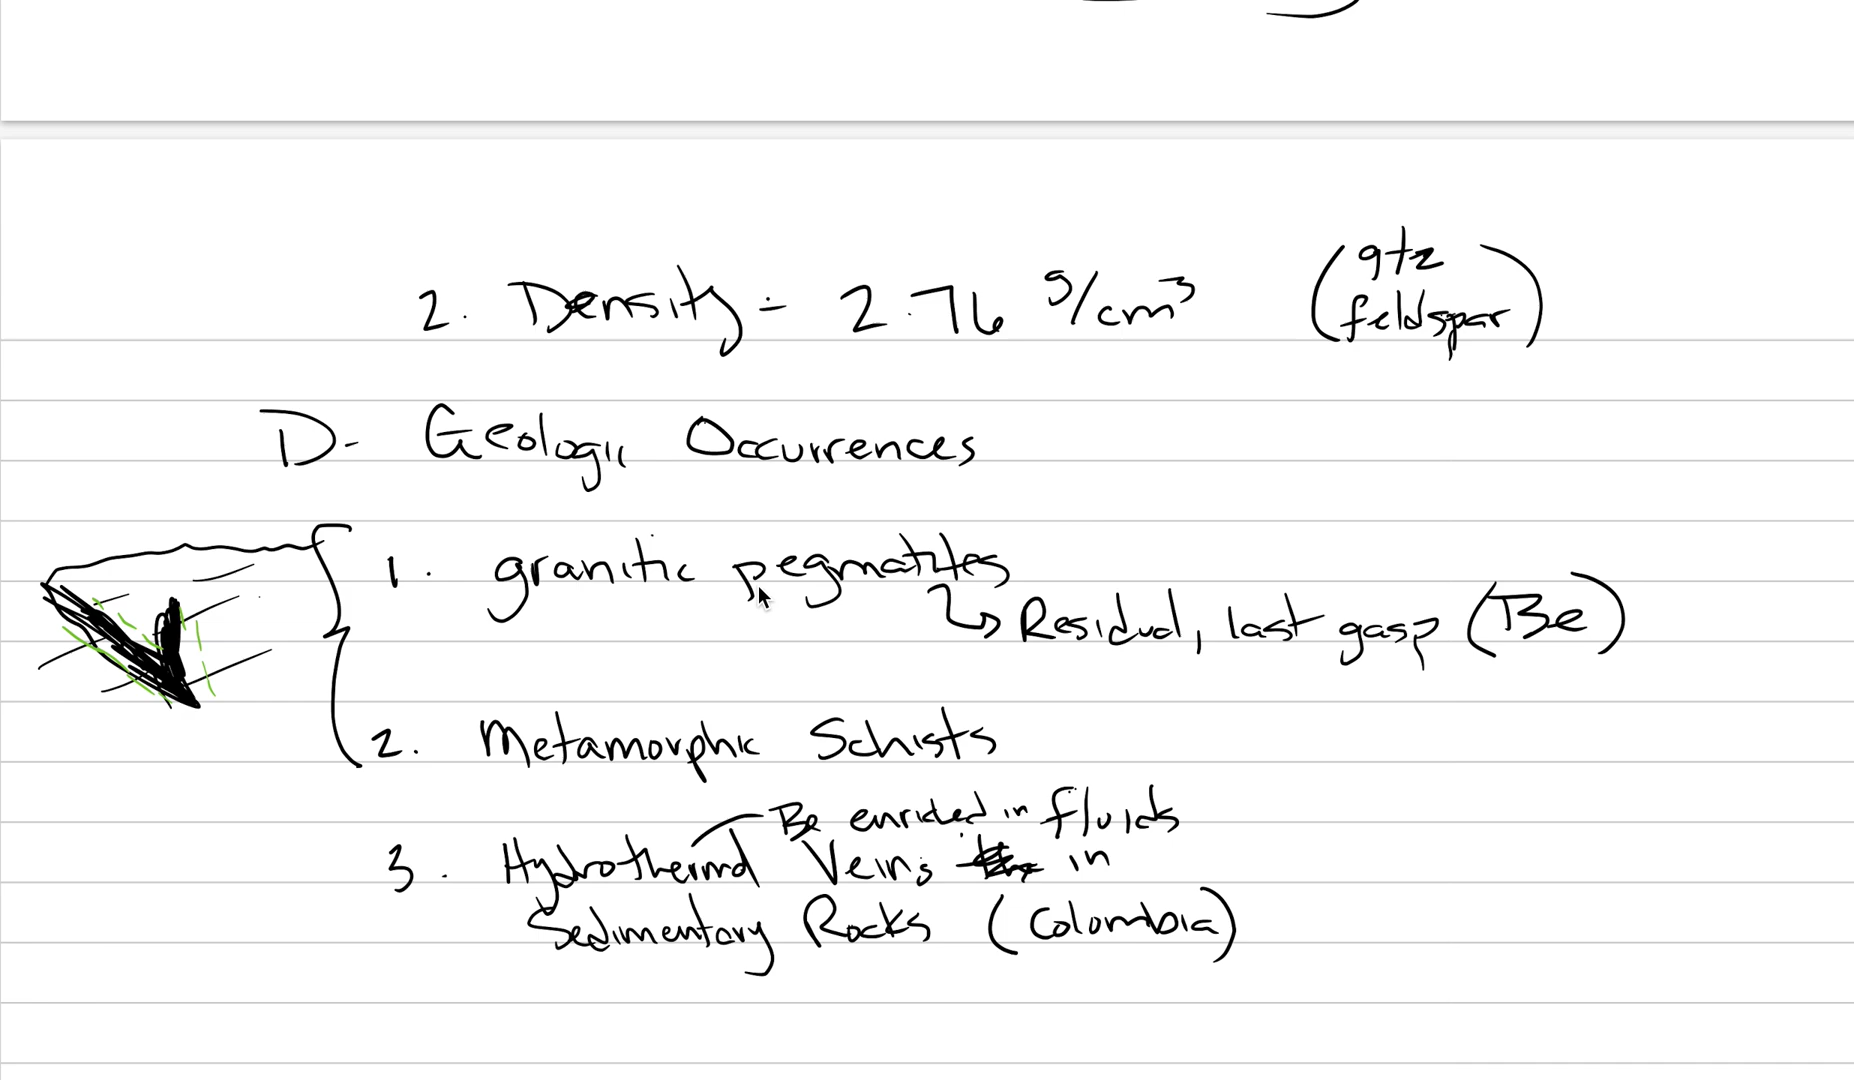 2. Density - 2.76 g/cm³ (qtz
feldspar)
D- Geologic Occurrences
1. granitic pegmatites
↳ Residual, last gasp (Be)
2. Metamorphic Schists
Be enriched in fluids
3. Hydrothermal Veins in
Sedimentary Rocks (Colombia)